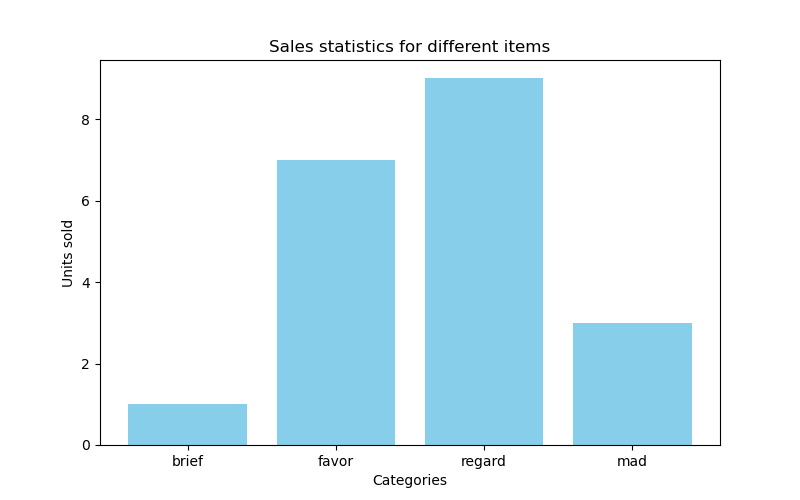 Sales statistics for different items
Units sold
8
6
4
2
0
brief favor regard mad
Categories